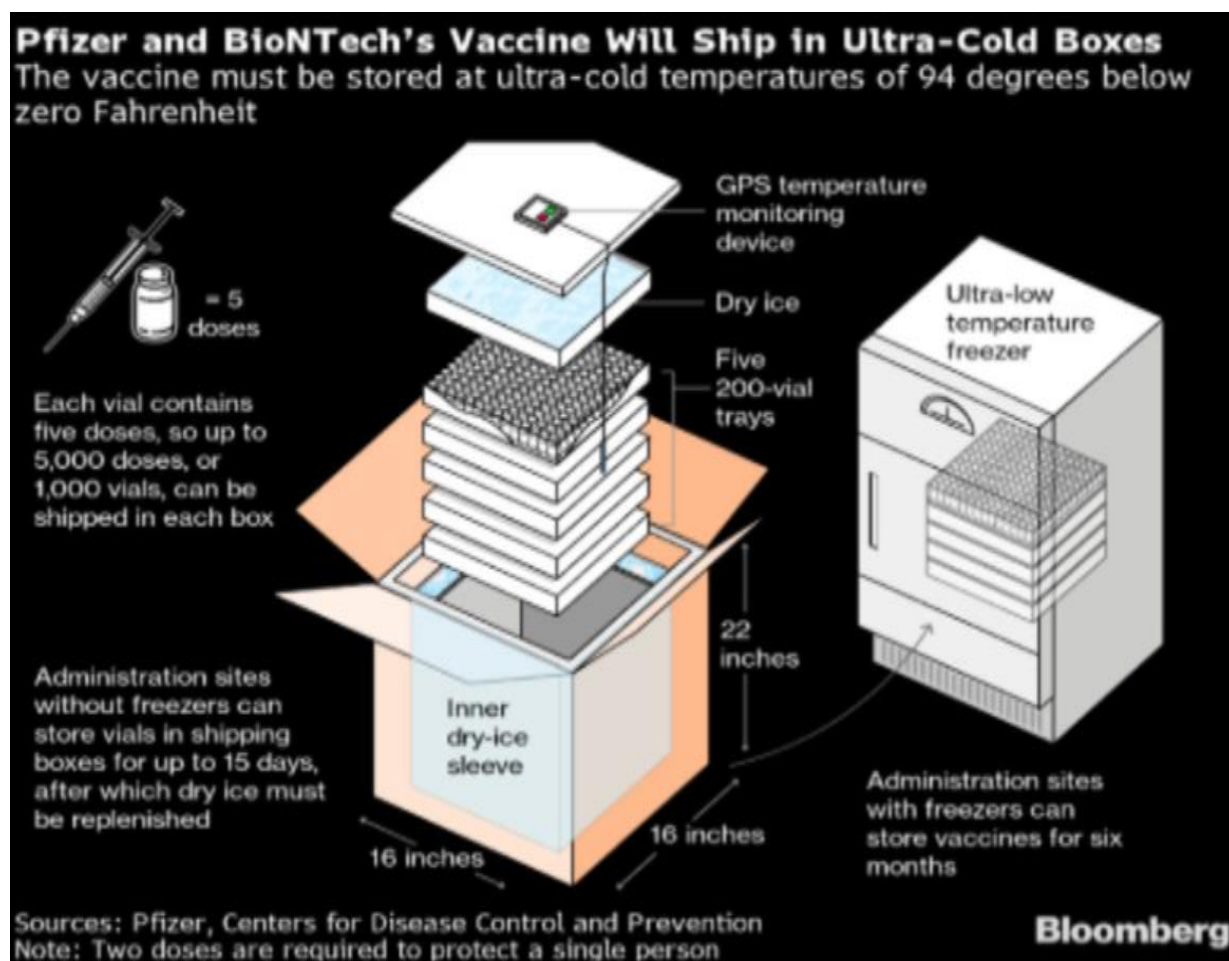 Pfizer and BioNTech's Vaccine Will Ship in Ultra-Cold Boxes
The vaccine must be stored at ultra-cold temperatures of 94 degrees below
zero Fahrenheit
GPS temperature
monitoring
device
Dry ice
Five
200-vial
trays
Ultra-low
temperature
freezer
= 5
doses
Each vial contains
five doses, so up to
5,000 doses, or
1,000 vials, can be
shipped in each box
Administration sites
without freezers can
store vials in shipping
boxes for up to 15 days,
after which dry ice must
be replenished
Inner
dry-ice
sleeve
22
inches
16 inches
16 inches
Administration sites
with freezers can
store vaccines for six
months
Sources: Pfizer, Centers for Disease Control and Prevention
Note: Two doses are required to protect a single person
Bloomberg